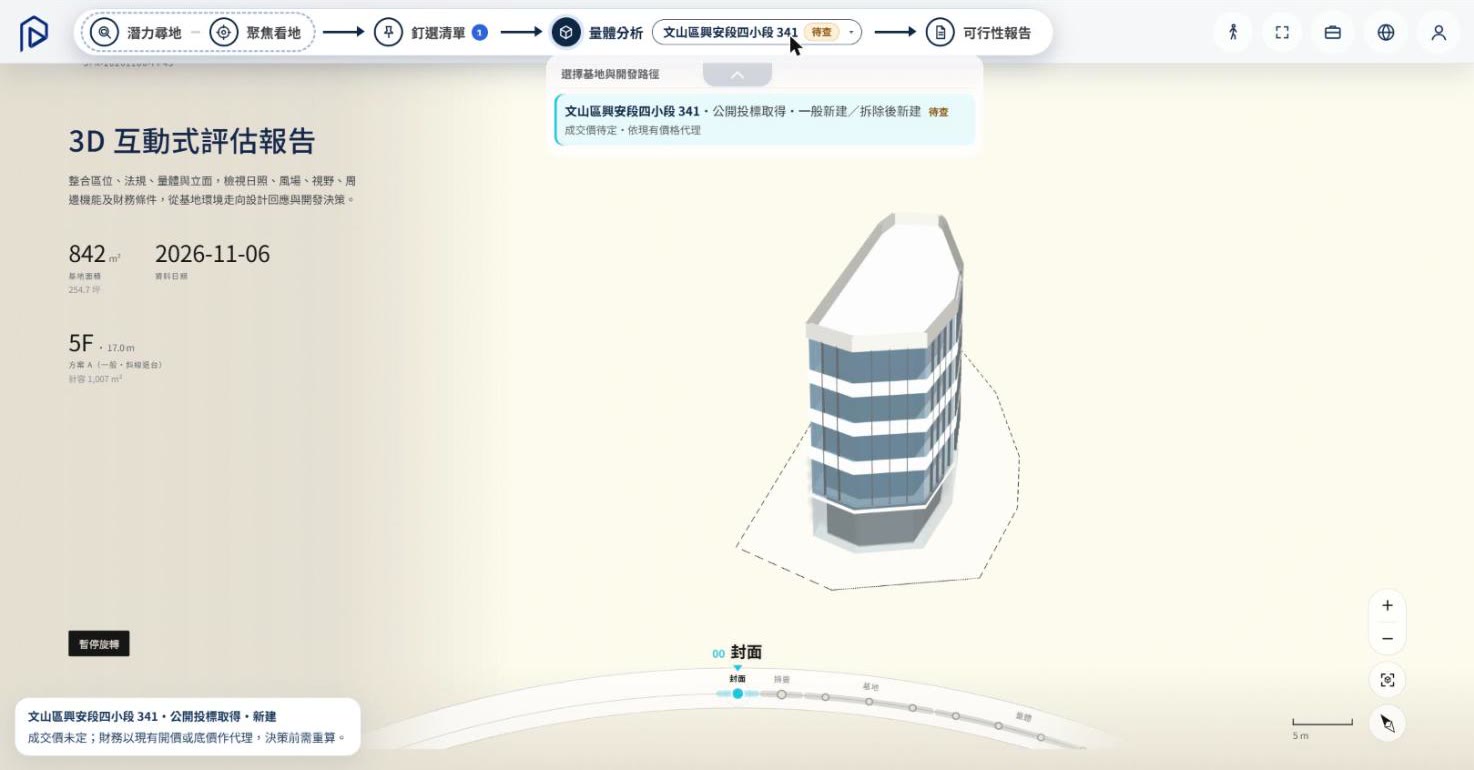 潛力尋地
聚焦看地
釘選清單 1
量體分析
文山區興安段四小段 341 待查
可行性報告
選擇基地與開發路徑
文山區興安段四小段 341・公開投標取得・一般新建／拆除後新建 待查
成交價待定・依現有價格代理
3D 互動式評估報告
整合區位、法規、量體與立面，檢視日照、風場、視野、周
邊機能及財務條件，從基地環境走向設計回應與開發決策。
842 m² 2026-11-06
基地面積 資料日期
254.7 坪
5F ・17.0 m
方案 A（一般・斜線退台）
計容 1,007 m²
暫停旋轉
00 封面
封面
摘要
基地
量體
文山區興安段四小段 341・公開投標取得・新建
成交價未定；財務以現有開價或底價作代理，決策前需重算。
5 m